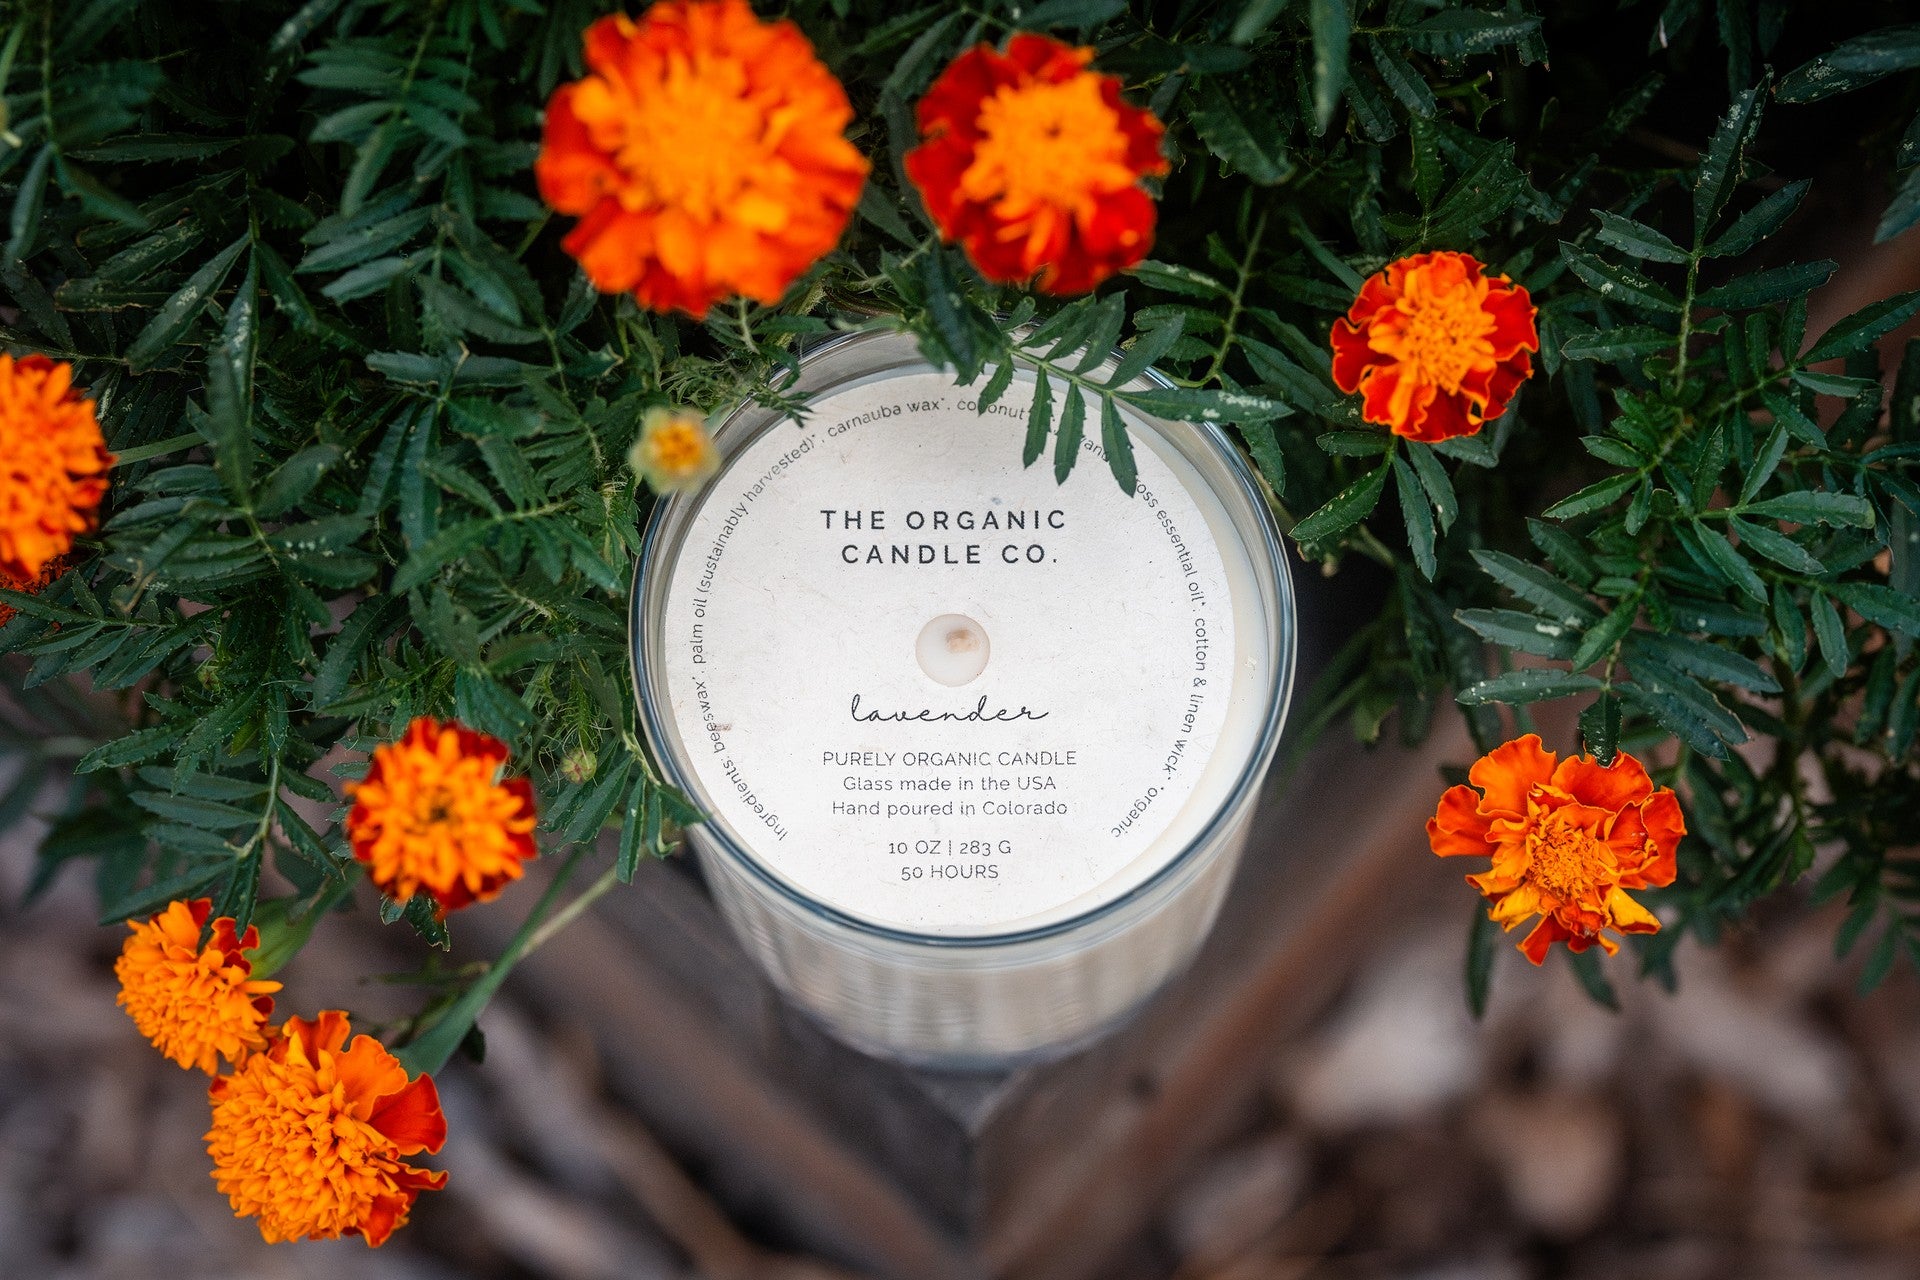 THE ORGANIC
CANDLE CO.
lavender
PURELY ORGANIC CANDLE
Glass made in the USA
Hand poured in Colorado
10 OZ | 283 G
50 HOURS
Ingredients: beeswax*, palm oil (sustainably harvested)*, carnauba wax*, coconut essential oil*, cotton & linen wick* *organic